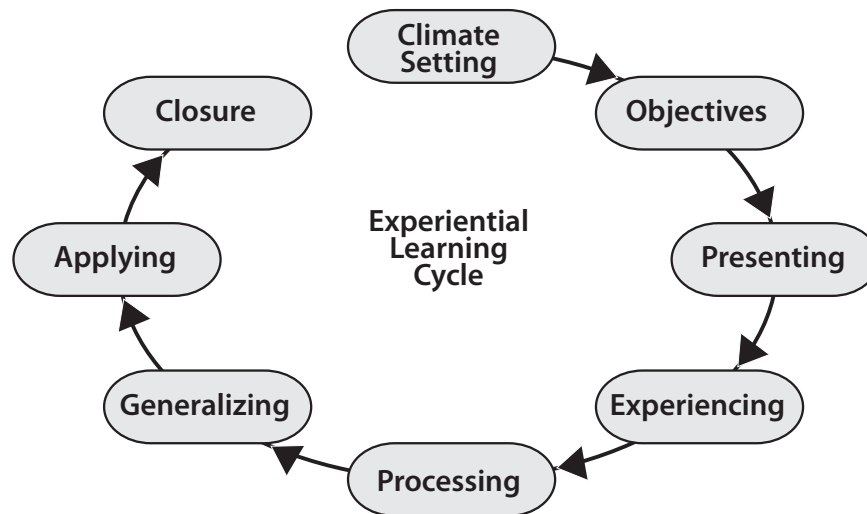 Climate
Setting
Objectives
Presenting
Experiencing
Processing
Generalizing
Applying
Closure
Experiential
Learning
Cycle